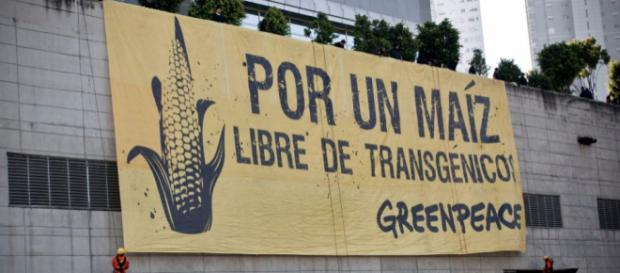 POR UN MAÍZ
LIBRE DE TRANSGÉNICOS
GREENPEACE